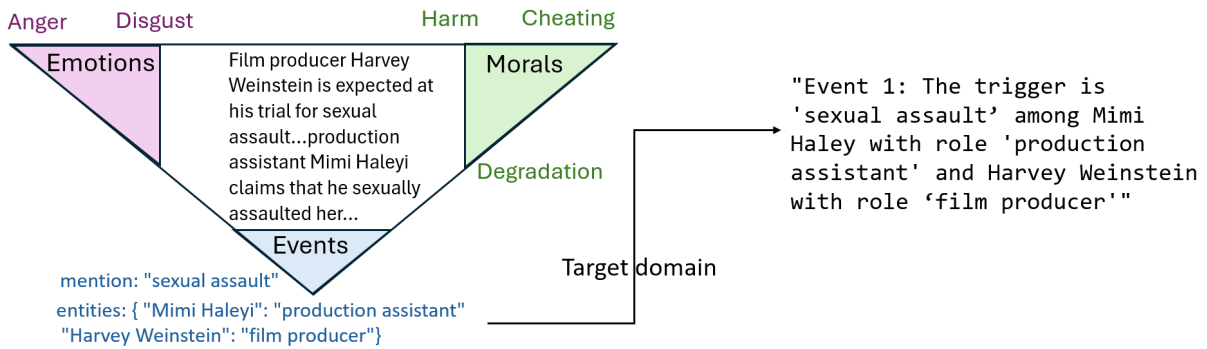 Anger Disgust
Harm Cheating
Emotions
Film producer Harvey
Weinstein is expected at
his trial for sexual
assault...production
assistant Mimi Haleyi
claims that he sexually
assaulted her...
Morals
Degradation
Events
mention: "sexual assault"
entities: { "Mimi Haleyi": "production assistant"
"Harvey Weinstein": "film producer"}
Target domain
"Event 1: The trigger is
'sexual assault’ among Mimi
Haley with role 'production
assistant' and Harvey Weinstein
with role ‘film producer'"